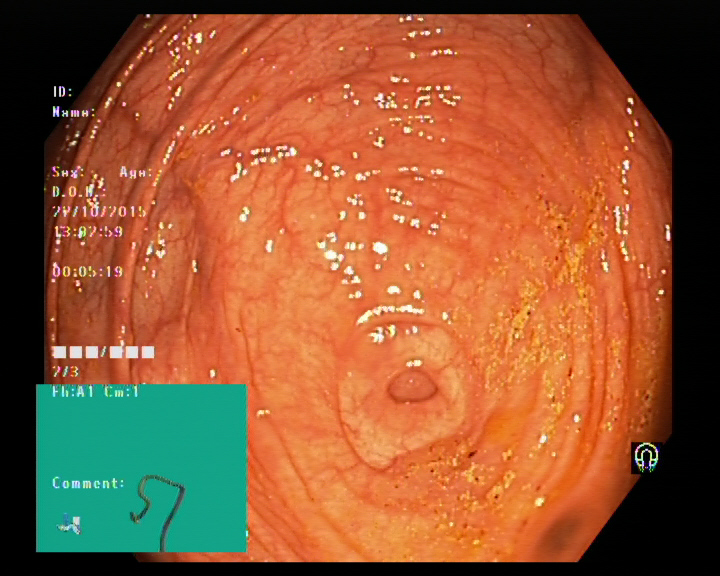 ID:
Name:
Sex: Age:
D.O.B.:
29/10/2015
13:02:59
00:05:19
■■■/■■■
2/3
Eh:A1 Cm:1
Comment: